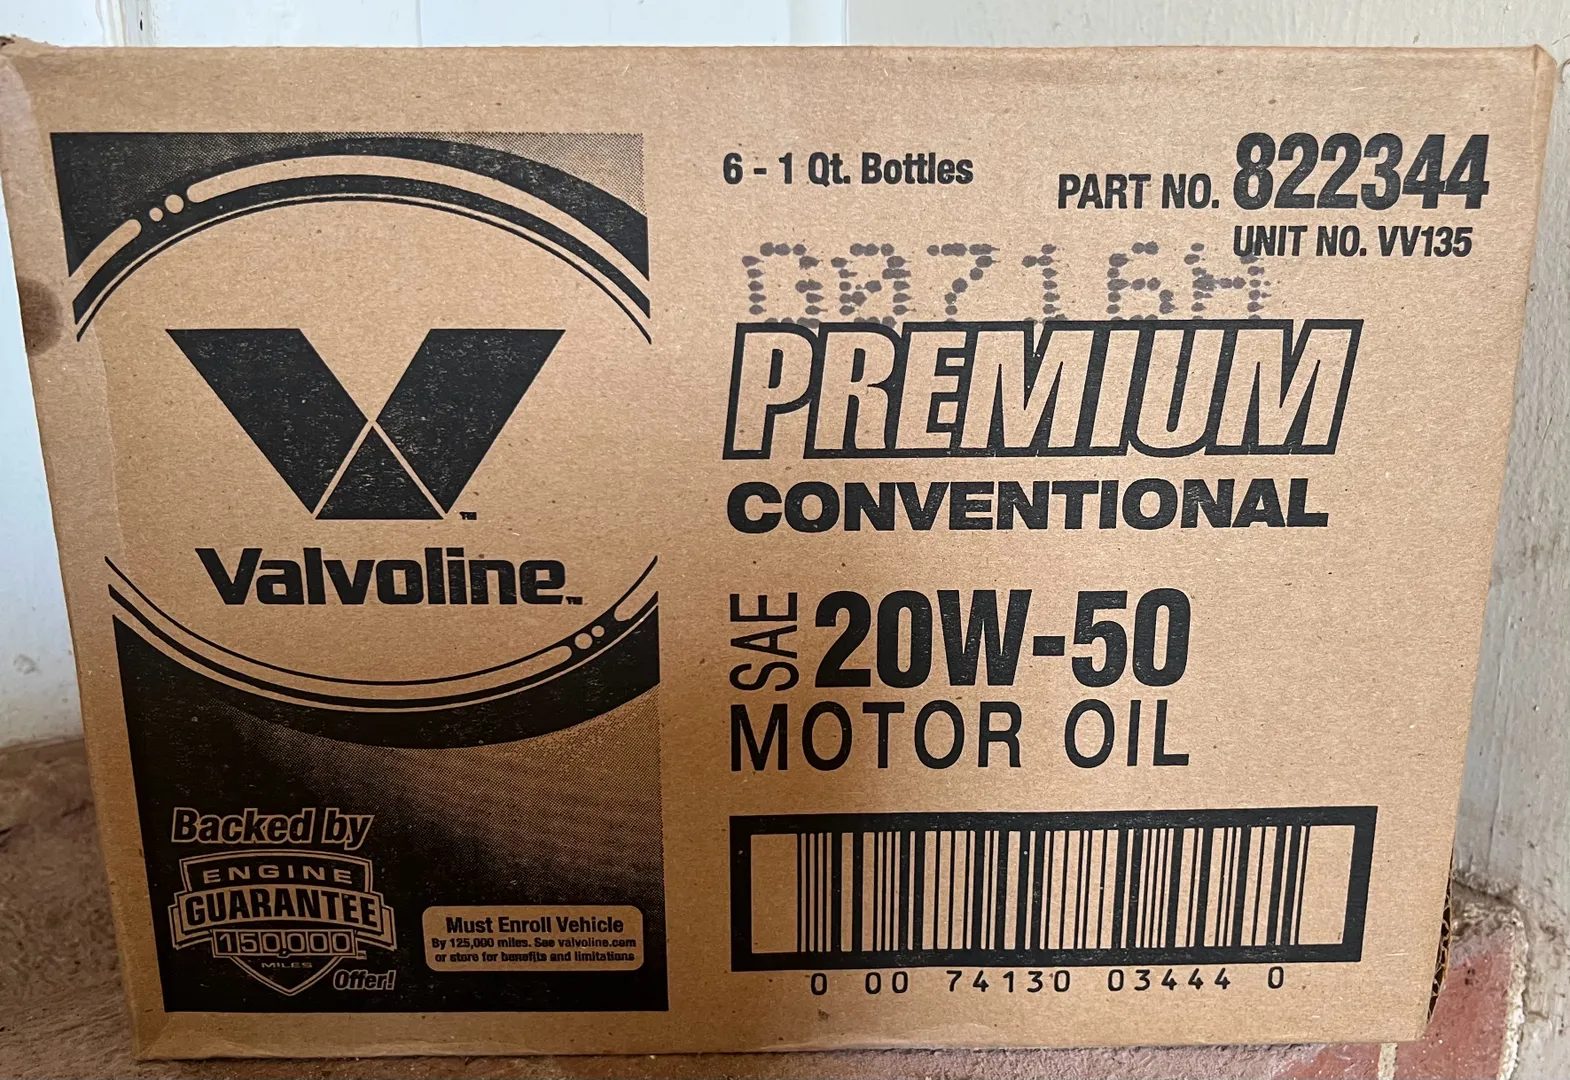 6 - 1 Qt. Bottles
PART NO. 822344
UNIT NO. VV135
G0716H
PREMIUM
CONVENTIONAL
SAE 20W-50
MOTOR OIL
0 00 74130 03444 0
Valvoline™
Backed by
ENGINE
GUARANTEE
150,000
MILES
Offer!
Must Enroll Vehicle
By 125,000 miles. See valvoline.com
or store for benefits and limitations